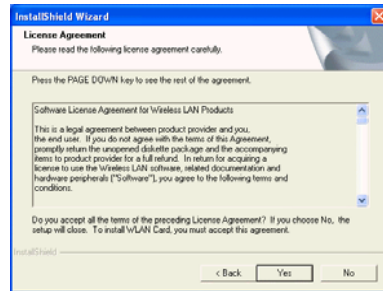 InstallShield Wizard
License Agreement
Please read the following license agreement carefully.
Press the PAGE DOWN key to see the rest of the agreement.
Software License Agreement for Wireless LAN Products
This is a legal agreement between product provider and you,
the end user. If you do not agree with the terms of this Agreement,
promptly return the unopened diskette package and the accompanying
items to product provider for a full refund. In return for acquiring a
license to use the Wireless LAN software, related documentation and
hardware peripherals ("Software"), you agree to the following terms and
conditions.
Do you accept all the terms of the preceding License Agreement? If you choose No, the
setup will close. To install WLAN Card, you must accept this agreement.
InstallShield
< Back
Yes
No